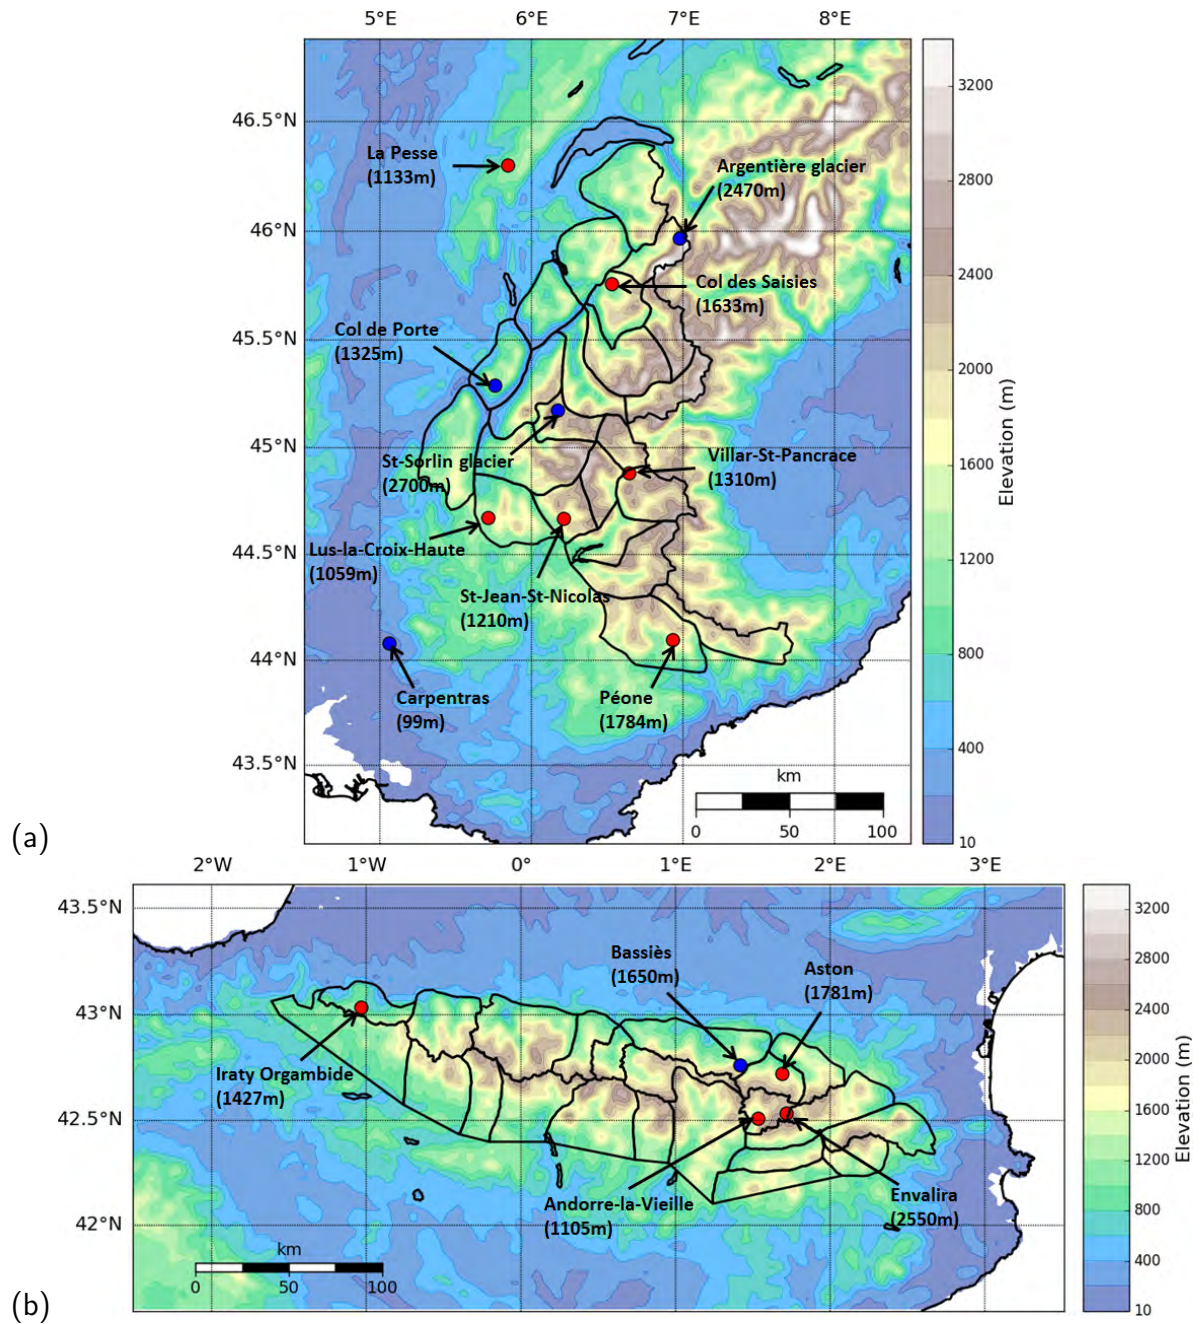 5°E 6°E 7°E 8°E
46.5°N
46°N
45.5°N
45°N
44.5°N
44°N
43.5°N
La Pesse
(1133m)
Argentière glacier
(2470m)
Col des Saisies
(1633m)
Col de Porte
(1325m)
St-Sorlin glacier
(2700m)
Villar-St-Pancrace
(1310m)
Lus-la-Croix-Haute
(1059m)
St-Jean-St-Nicolas
(1210m)
Carpentras
(99m)
Péone
(1784m)
km
0 50 100
3200
2800
2400
2000
1600
1200
800
400
10
Elevation (m)
(a)
2°W 1°W 0° 1°E 2°E 3°E
43.5°N
43°N
42.5°N
42°N
Bassiès
(1650m)
Aston
(1781m)
Iraty Orgambide
(1427m)
Andorre-la-Vieille
(1105m)
Envalira
(2550m)
km
0 50 100
3200
2800
2400
2000
1600
1200
800
400
10
Elevation (m)
(b)